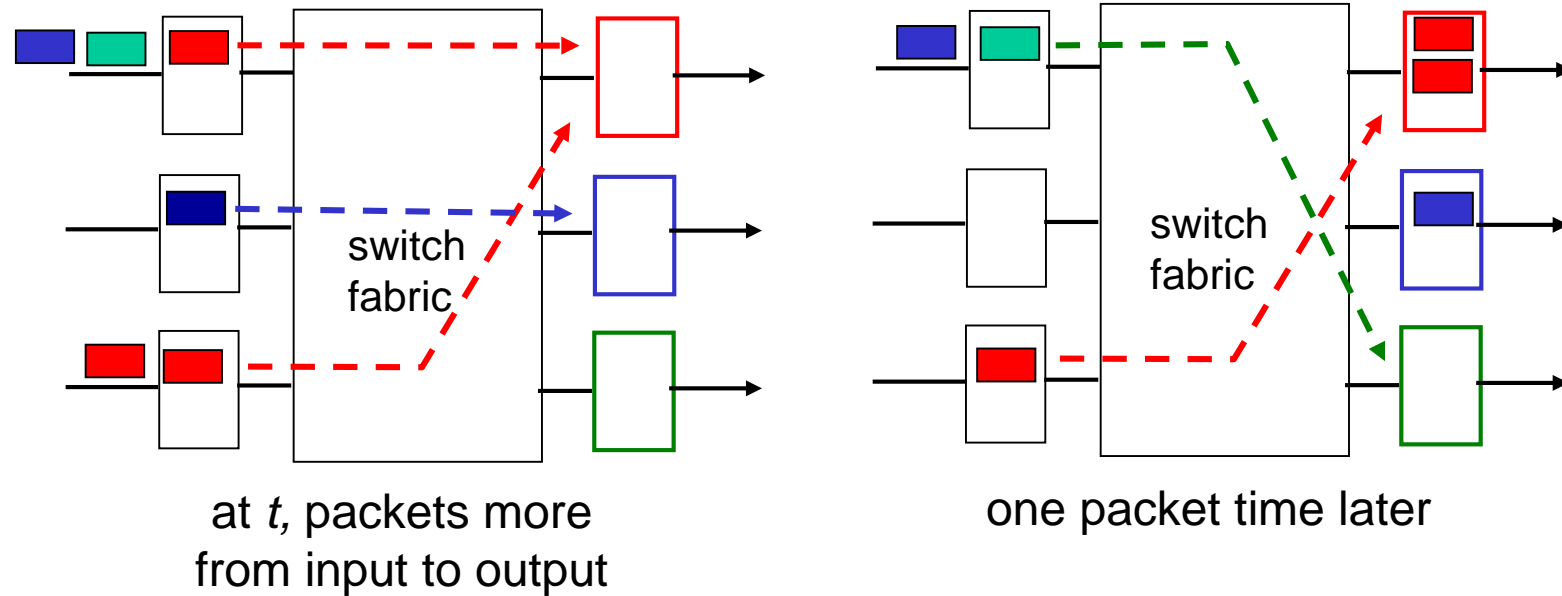 switch
fabric
at t, packets more
from input to output
switch
fabric
one packet time later